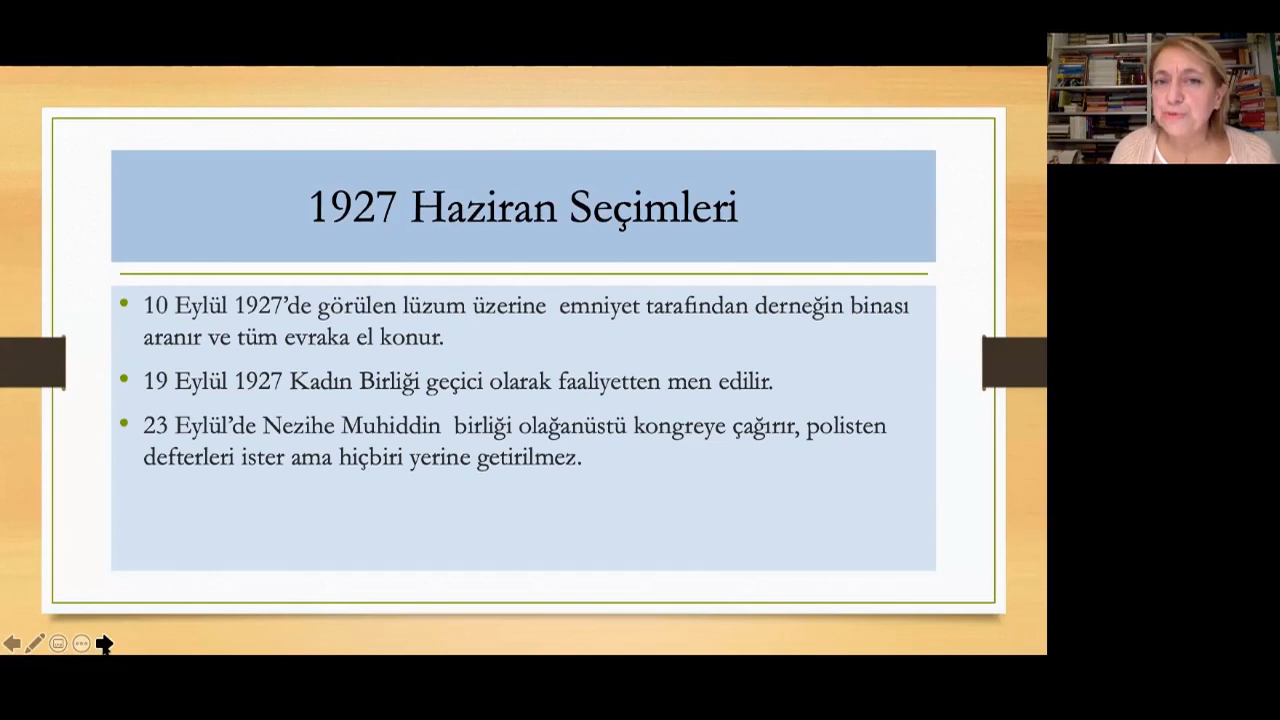 1927 Haziran Seçimleri
• 10 Eylül 1927’de görülen lüzum üzerine  emniyet tarafından derneğin binası
aranır ve tüm evraka el konur.
• 19 Eylül 1927 Kadın Birliği geçici olarak faaliyetten men edilir.
• 23 Eylül’de Nezihe Muhiddin  birliği olağanüstü kongreye çağırır, polisten
defterleri ister ama hiçbiri yerine getirilmez.